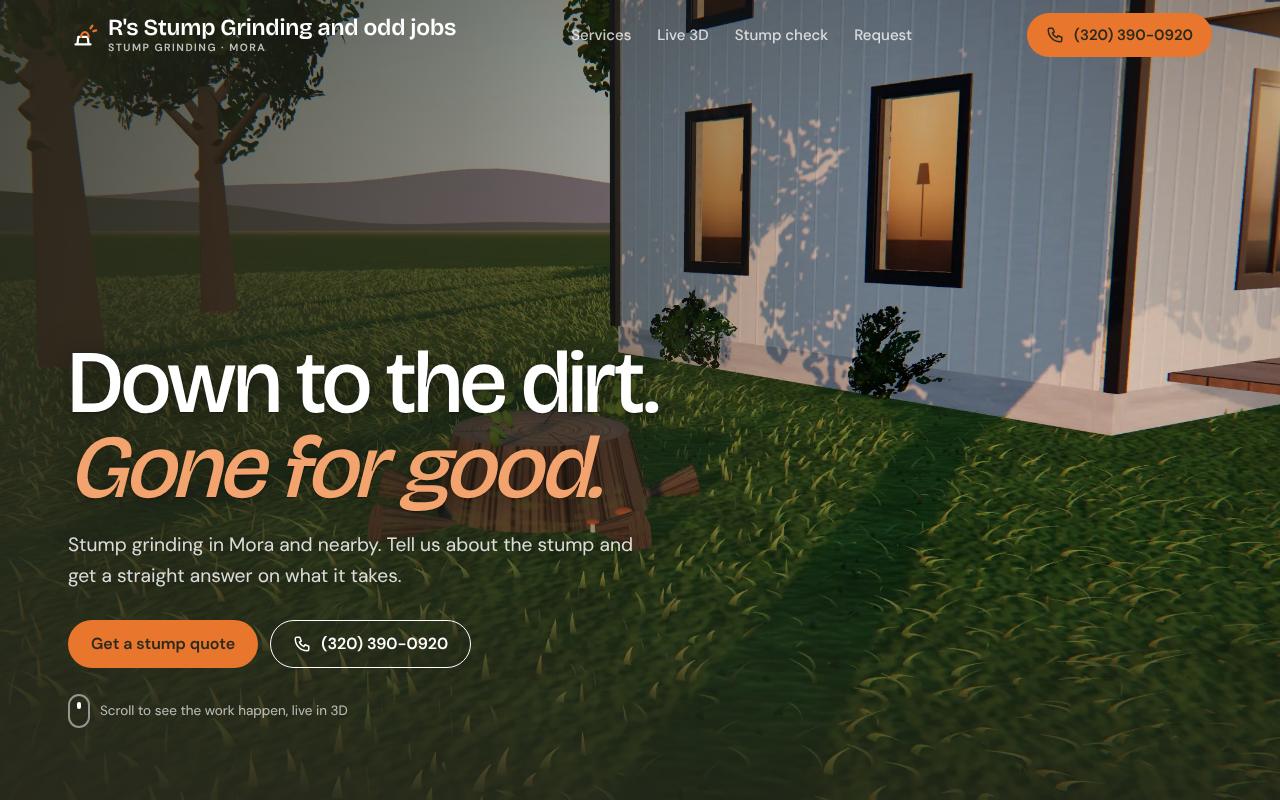 R's Stump Grinding and odd jobs
STUMP GRINDING · MORA
Services
Live 3D
Stump check
Request
(320) 390-0920
Down to the dirt.
Gone for good.
Stump grinding in Mora and nearby. Tell us about the stump and
get a straight answer on what it takes.
Get a stump quote
(320) 390-0920
Scroll to see the work happen, live in 3D